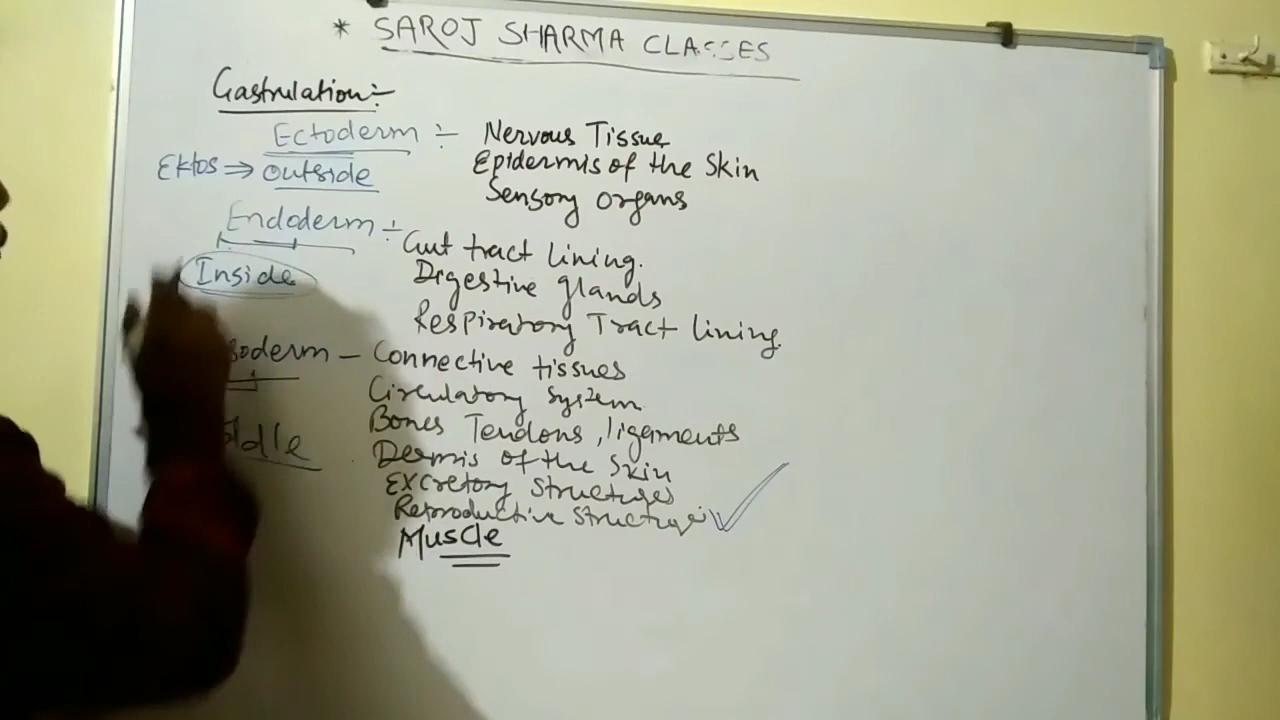 * SAROJ SHARMA CLASSES
Gastrulation:-
Ectoderm :- Nervous Tissue
Ektos ⇒ outside Epidermis of the Skin
Sensory organs
Endoderm :- Gut tract lining.
Inside Digestive glands
Respiratory Tract lining.
soderm - Connective tissues
Circulatory system
Bones Tendons, ligaments
ddle Dermis of the Skin
Excretory Structures
Reproductive Structures
Muscle